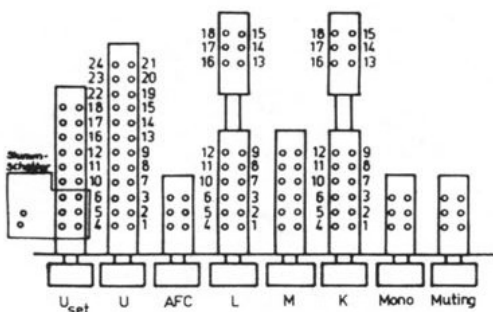 18 15 18 15
17 14 17 14
16 13 16 13
24 21
23 20
22 19
18 15
17 14
16 13
Stumm-
schalter
12 9 12 9 12 9
11 8 11 8 11 8
10 7 10 7 10 7
6 3 6 3 6 3
5 2 5 2 5 2
4 1 4 1 4 1
Uset U AFC L M K Mono Muting